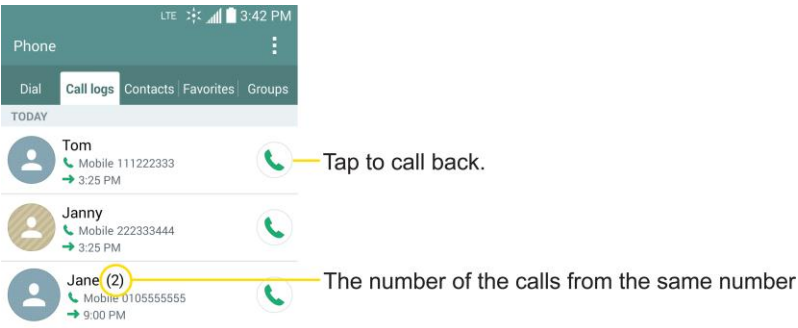 LTE 3:42 PM
Phone
Dial Call logs Contacts Favorites Groups
TODAY
Tom
Mobile 111222333
3:25 PM
Tap to call back.
Janny
Mobile 222333444
3:25 PM
Jane (2)
Mobile 0105555555
9:00 PM
The number of the calls from the same number